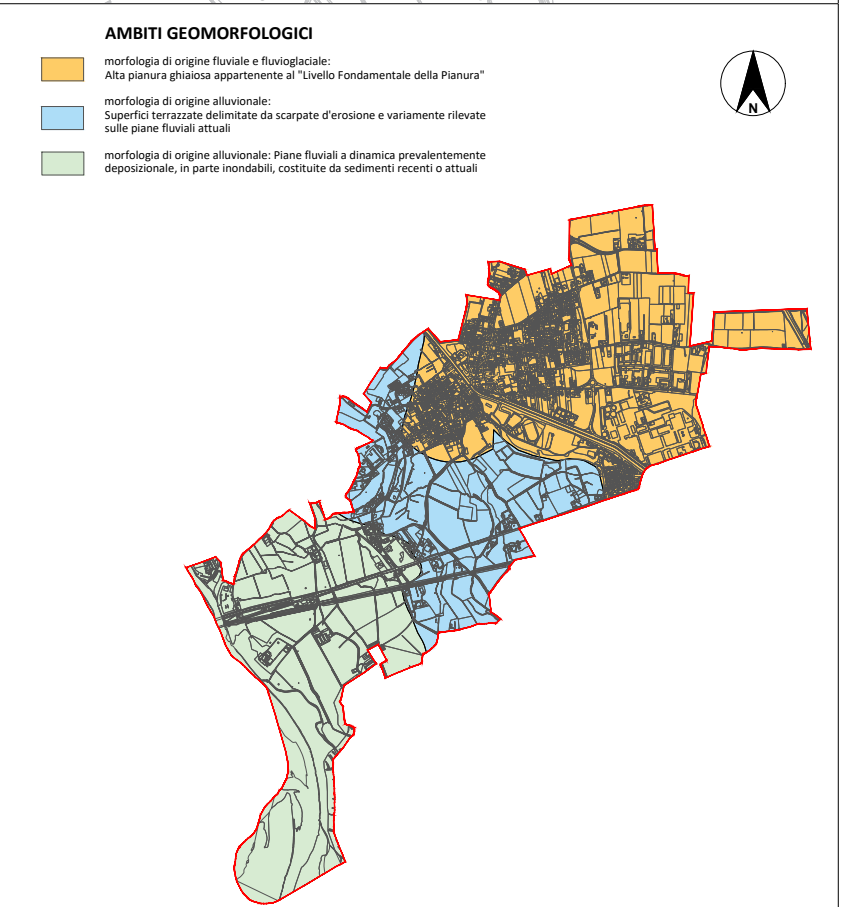 AMBITI GEOMORFOLOGICI
morfologia di origine fluviale e fluvioglaciale:
Alta pianura ghiaiosa appartenente al "Livello Fondamentale della Pianura"
morfologia di origine alluvionale:
Superfici terrazzate delimitate da scarpate d'erosione e variamente rilevate
sulle piane fluviali attuali
morfologia di origine alluvionale: Piane fluviali a dinamica prevalentemente
deposizionale, in parte inondabili, costituite da sedimenti recenti o attuali
N